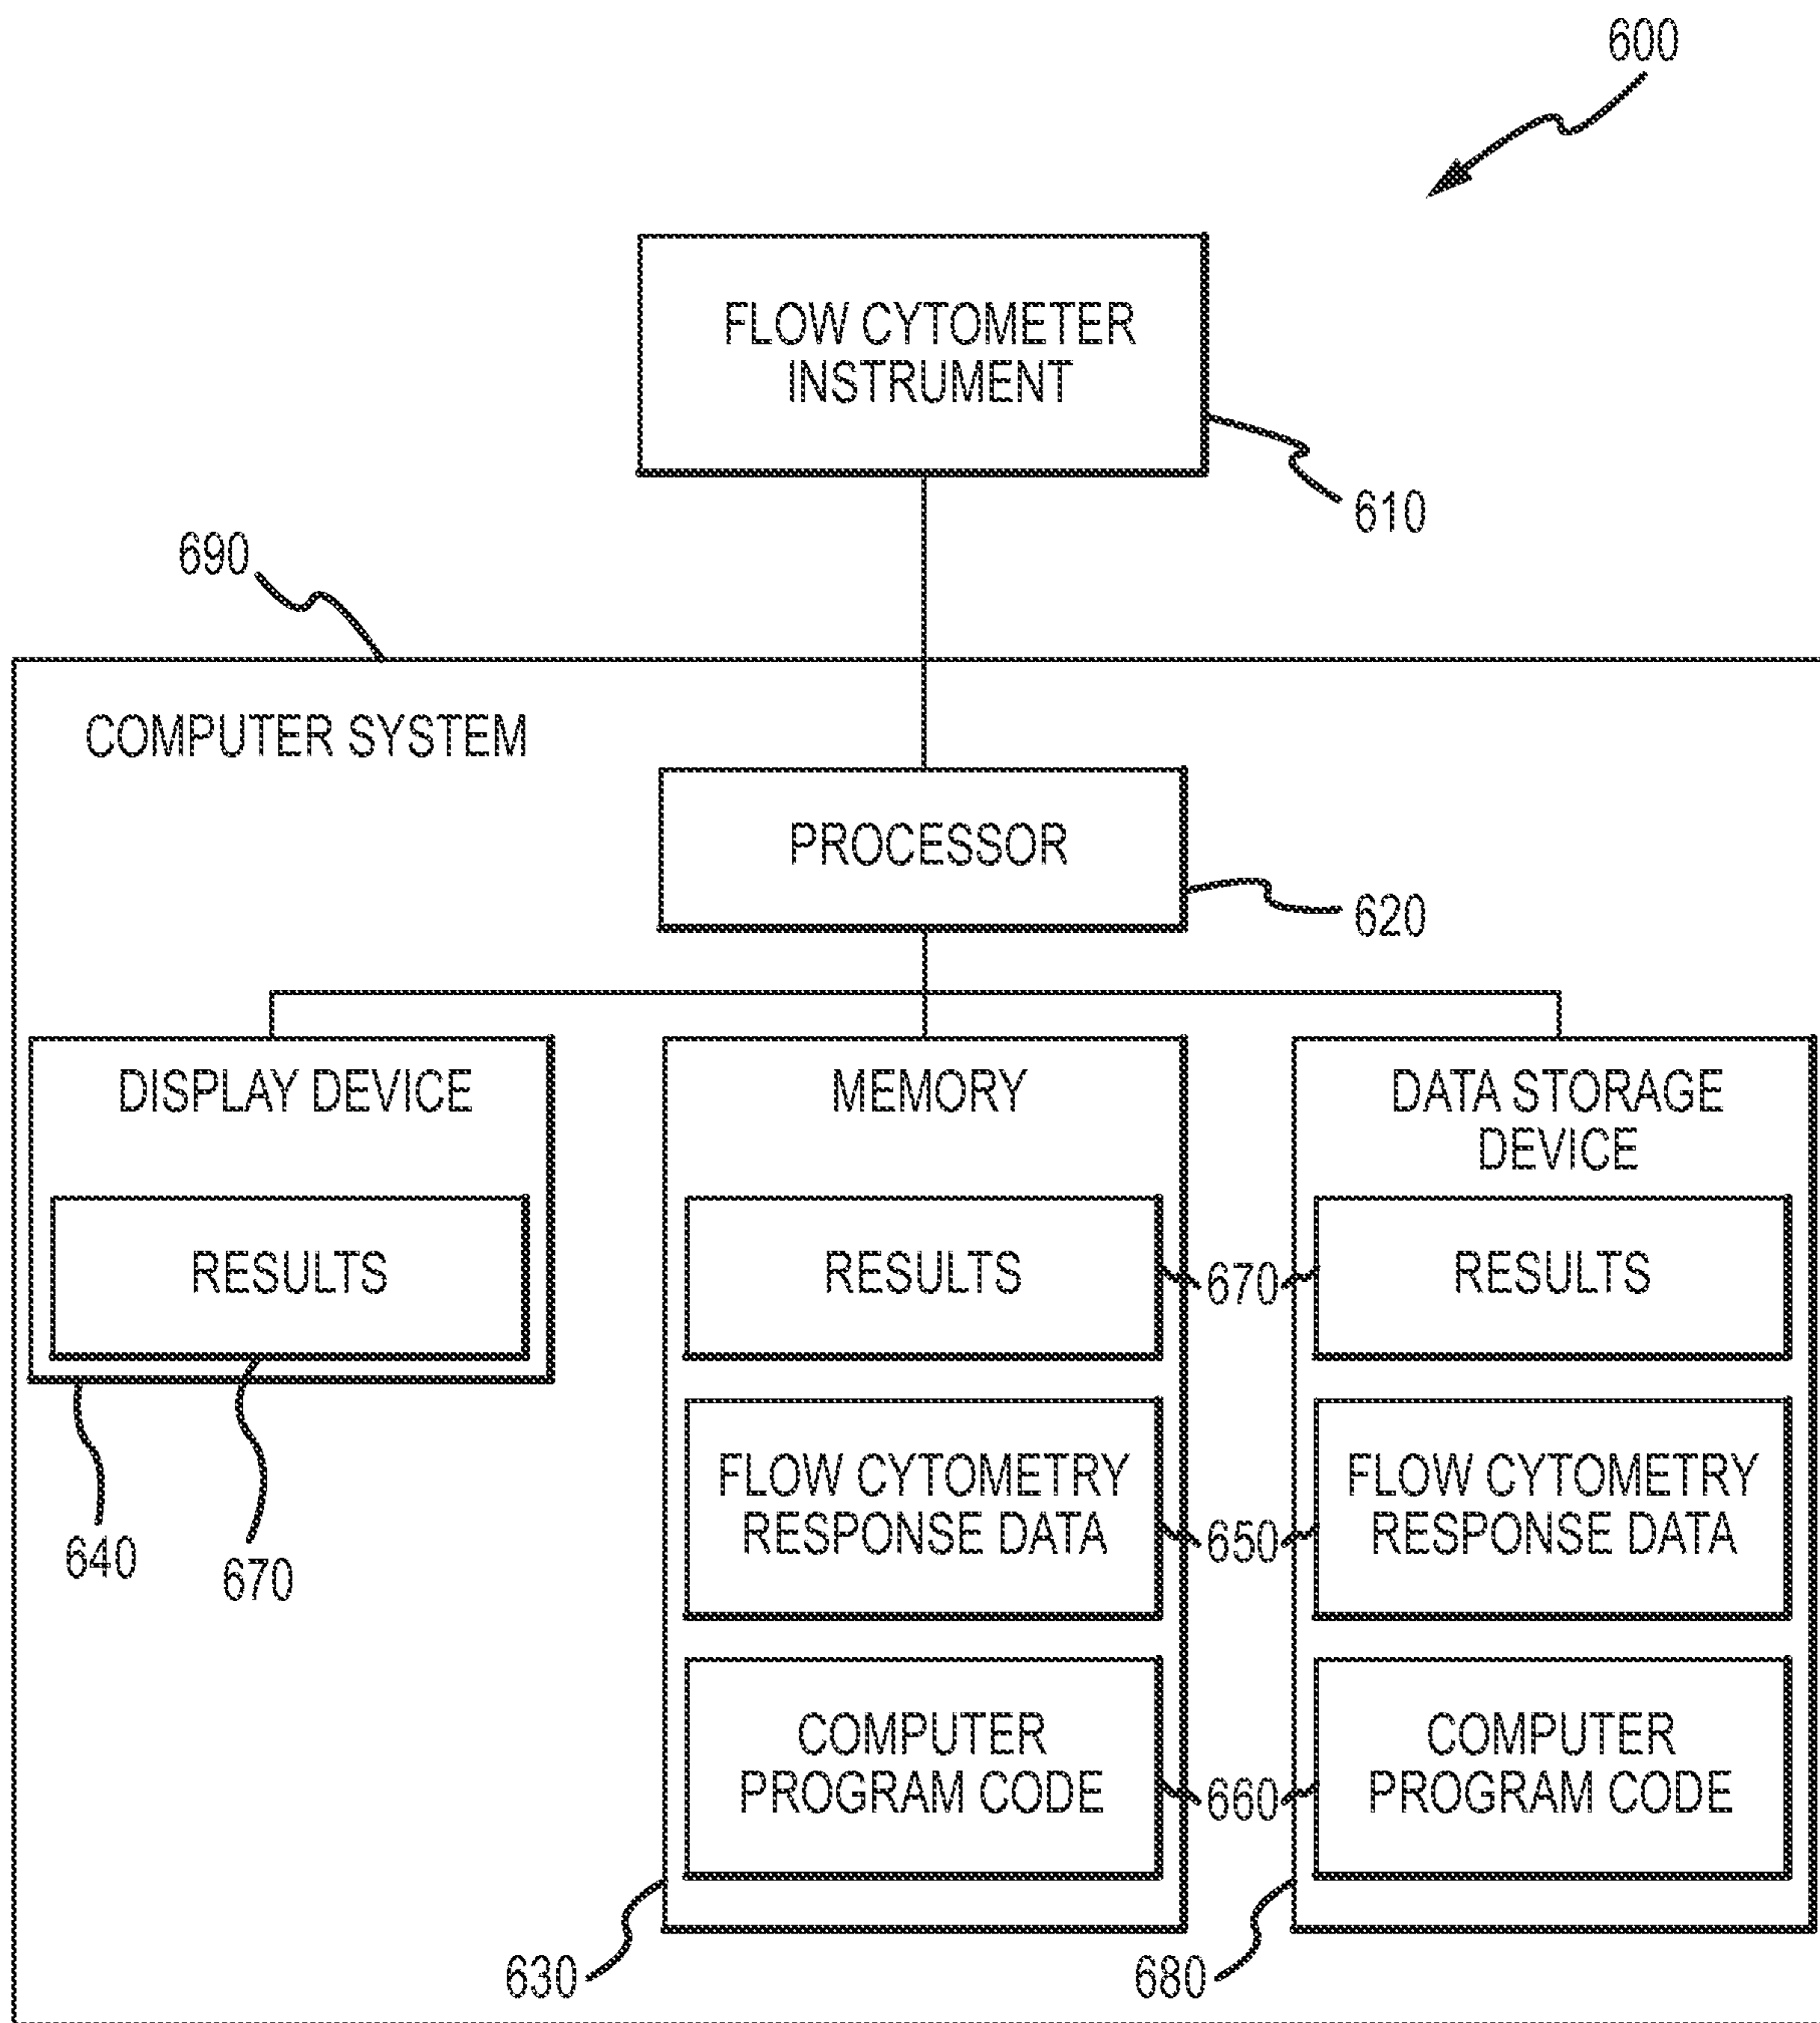 600
FLOW CYTOMETER
INSTRUMENT
610
690
COMPUTER SYSTEM
PROCESSOR
620
DISPLAY DEVICE
RESULTS
640
670
MEMORY
RESULTS
670
FLOW CYTOMETRY
RESPONSE DATA
650
COMPUTER
PROGRAM CODE
660
630
DATA STORAGE
DEVICE
RESULTS
FLOW CYTOMETRY
RESPONSE DATA
COMPUTER
PROGRAM CODE
680